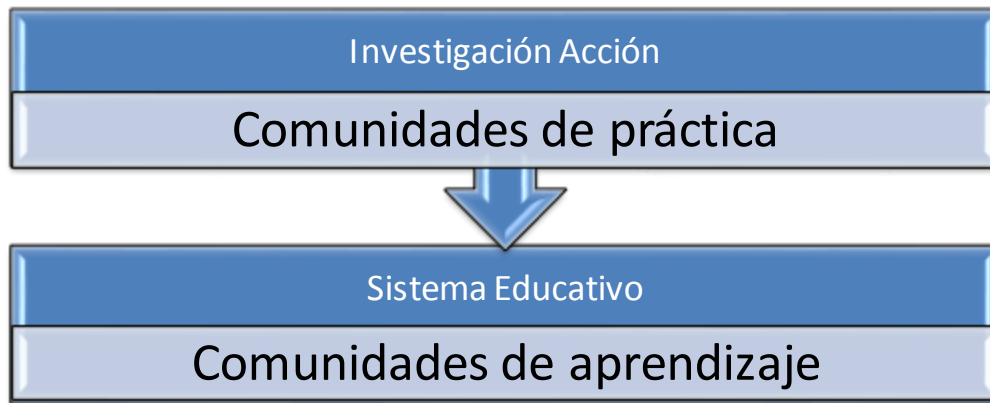 Investigación Acción
Comunidades de práctica
Sistema Educativo
Comunidades de aprendizaje